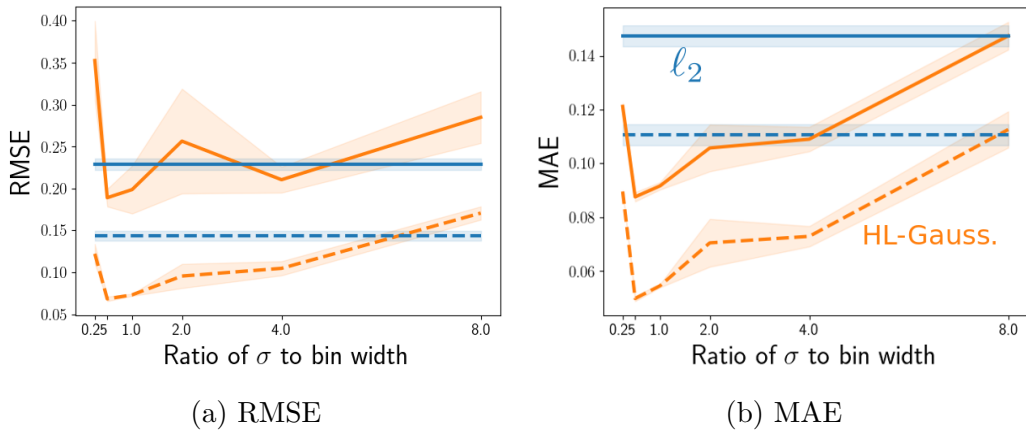 0.40
0.35
0.30
0.25
0.20
0.15
0.10
0.05
RMSE
0.25 1.0 2.0 4.0 8.0
Ratio of σ to bin width
(a) RMSE
0.14
0.12
0.10
0.08
0.06
MAE
ℓ₂
HL-Gauss.
0.25 1.0 2.0 4.0 8.0
Ratio of σ to bin width
(b) MAE